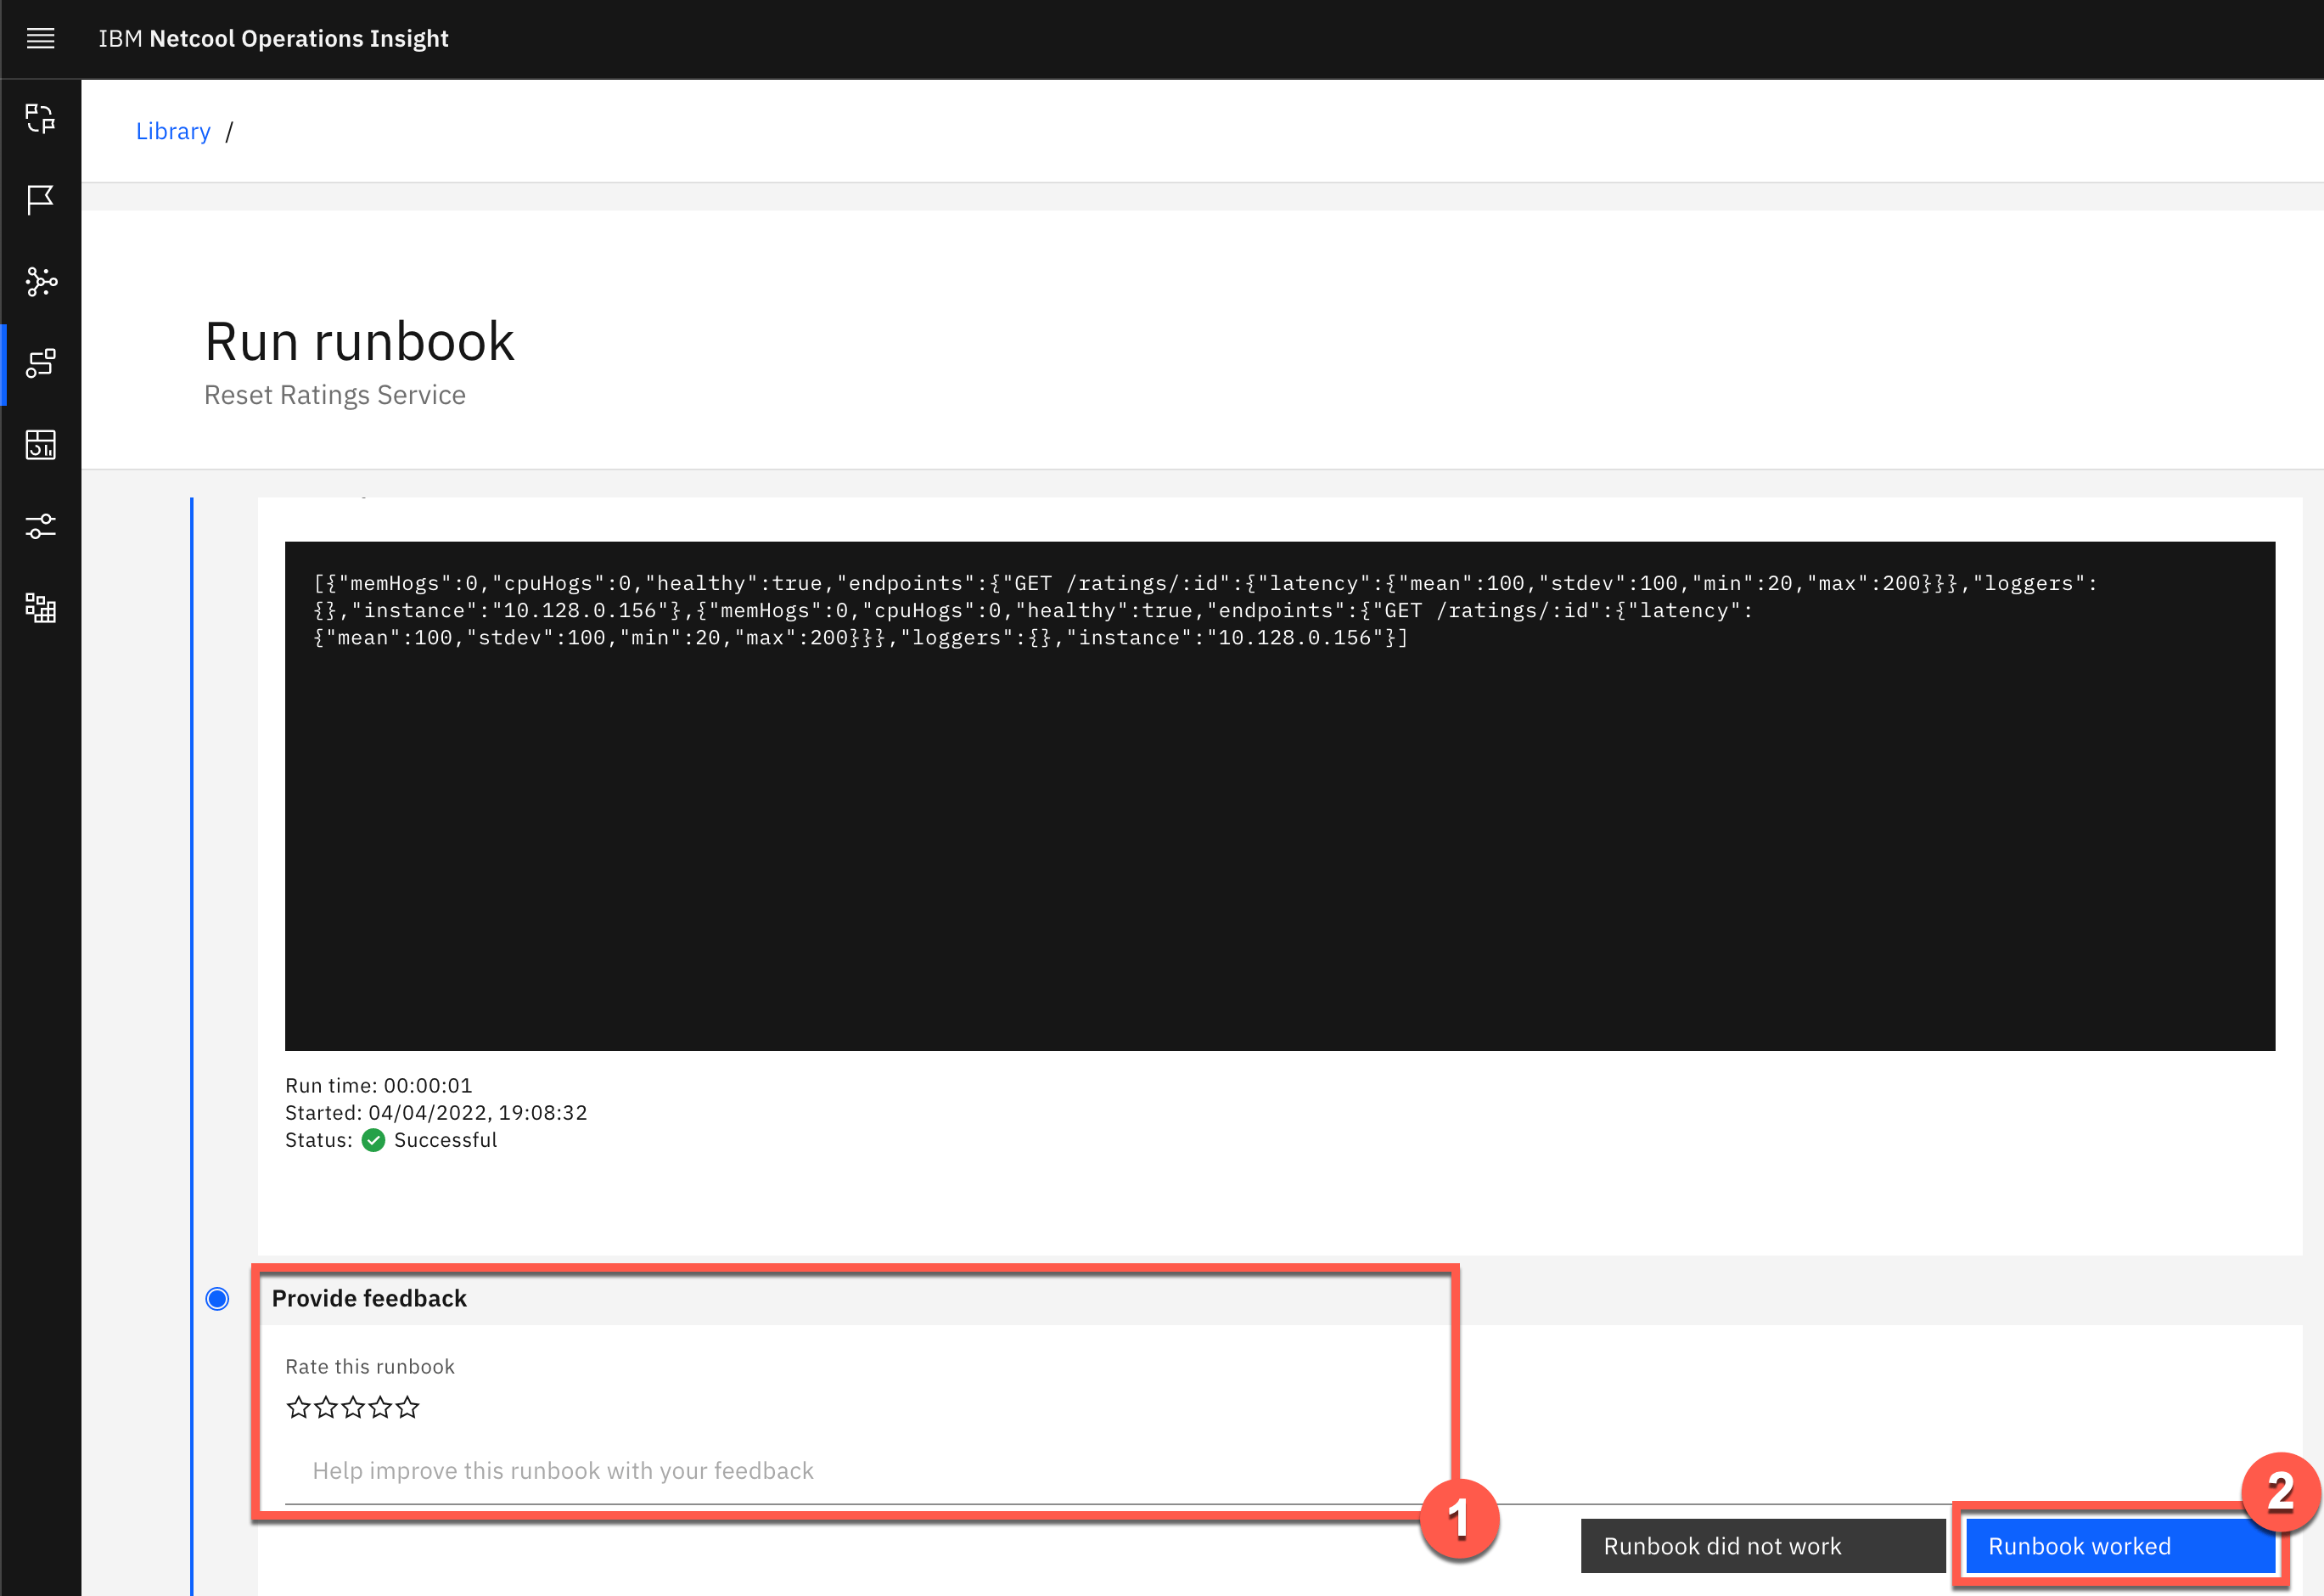 IBM Netcool Operations Insight
Library /
Run runbook
Reset Ratings Service
[{"memHogs":0,"cpuHogs":0,"healthy":true,"endpoints":{"GET /ratings/:id":{"latency":{"mean":100,"stdev":100,"min":20,"max":200}}},"loggers":
{},"instance":"10.128.0.156"},{"memHogs":0,"cpuHogs":0,"healthy":true,"endpoints":{"GET /ratings/:id":{"latency":
{"mean":100,"stdev":100,"min":20,"max":200}}},"loggers":{},"instance":"10.128.0.156"}]
Run time: 00:00:01
Started: 04/04/2022, 19:08:32
Status: Successful
Provide feedback
Rate this runbook
Help improve this runbook with your feedback
1
2
Runbook did not work
Runbook worked